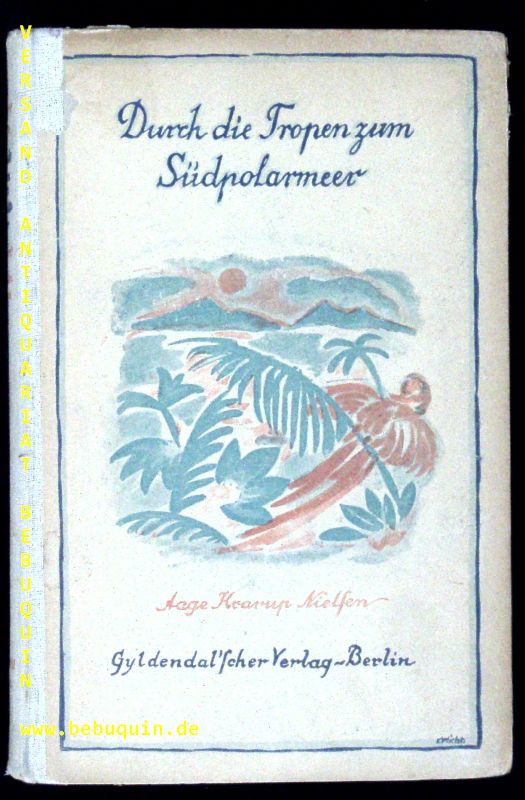 Durch die Tropen zum
Südpolarmeer
Aage Krarup Nielsen
Gyldendal'scher Verlag-Berlin
VERSAND ANTIQUARIAT BEBUQUIN
www.bebuquin.de